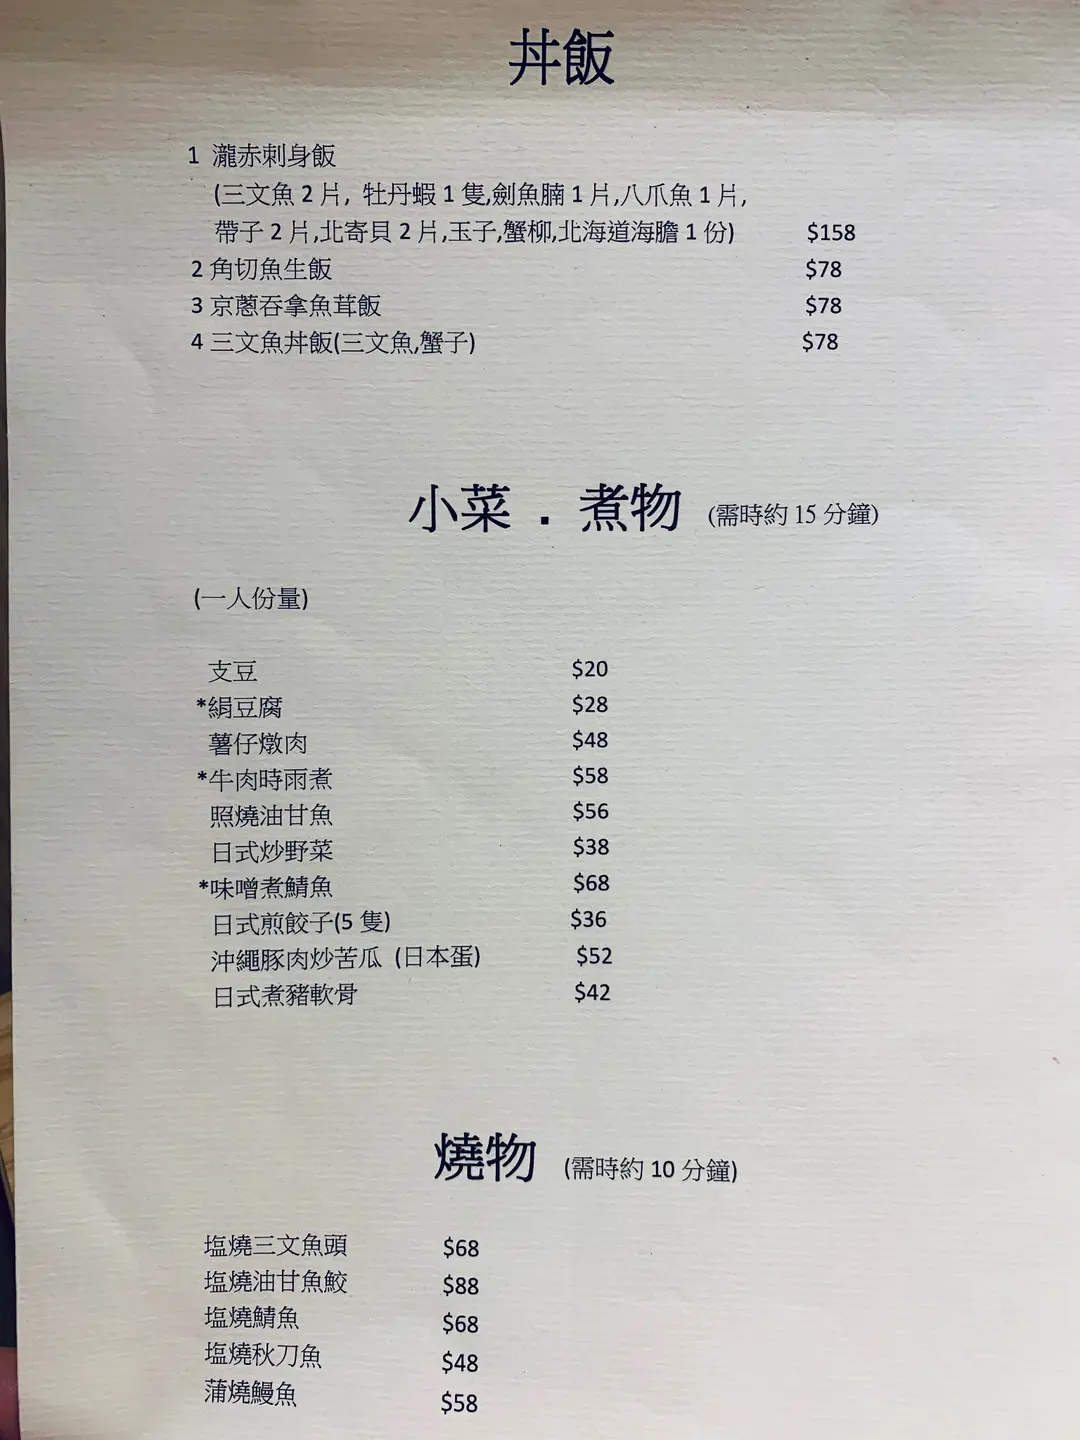 丼飯
1 瀧赤刺身飯
(三文魚 2 片, 牡丹蝦 1 隻,劍魚腩 1 片,八爪魚 1 片,
帶子 2 片,北寄貝 2 片,玉子,蟹柳,北海道海膽 1 份) $158
2 角切魚生飯 $78
3 京蔥吞拿魚茸飯 $78
4 三文魚丼飯(三文魚,蟹子) $78
小菜 . 煮物 (需時約 15 分鐘)
(一人份量)
支豆 $20
*絹豆腐 $28
薯仔燉肉 $48
*牛肉時雨煮 $58
照燒油甘魚 $56
日式炒野菜 $38
*味噌煮鯖魚 $68
日式煎餃子(5 隻) $36
沖繩豚肉炒苦瓜 (日本蛋) $52
日式煮豬軟骨 $42
燒物 (需時約 10 分鐘)
塩燒三文魚頭 $68
塩燒油甘魚鮫 $88
塩燒鯖魚 $68
塩燒秋刀魚 $48
蒲燒鰻魚 $58